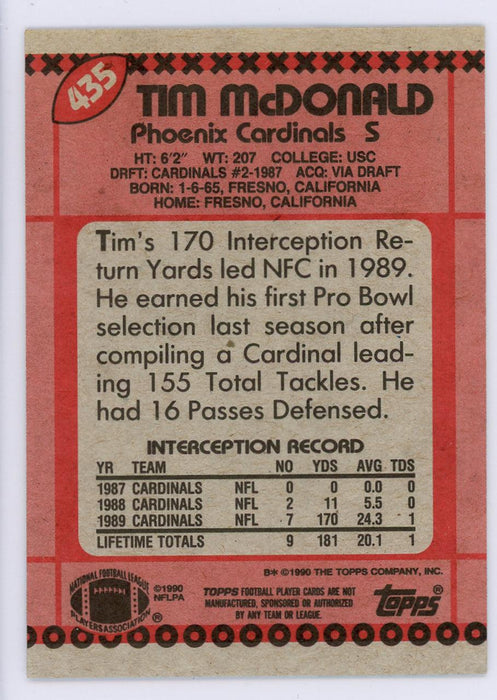 435
TIM McDONALD
Phoenix Cardinals S
HT: 6'2" WT: 207 COLLEGE: USC
DRFT: CARDINALS #2-1987 ACQ: VIA DRAFT
BORN: 1-6-65, FRESNO, CALIFORNIA
HOME: FRESNO, CALIFORNIA
Tim's 170 Interception Re-
turn Yards led NFC in 1989.
He earned his first Pro Bowl
selection last season after
compiling a Cardinal lead-
ing 155 Total Tackles. He
had 16 Passes Defensed.
INTERCEPTION RECORD
YR TEAM NO YDS AVG TDS
1987 CARDINALS NFL 0 0 0.0 0
1988 CARDINALS NFL 2 11 5.5 0
1989 CARDINALS NFL 7 170 24.3 1
LIFETIME TOTALS 9 181 20.1 1
B* ©1990 THE TOPPS COMPANY, INC.
NATIONAL FOOTBALL LEAGUE
PLAYERS ASSOCIATION ®
©1990
NFLPA
TOPPS FOOTBALL PLAYER CARDS ARE NOT
MANUFACTURED, SPONSORED OR AUTHORIZED
BY ANY TEAM OR LEAGUE.
TOPPS ®